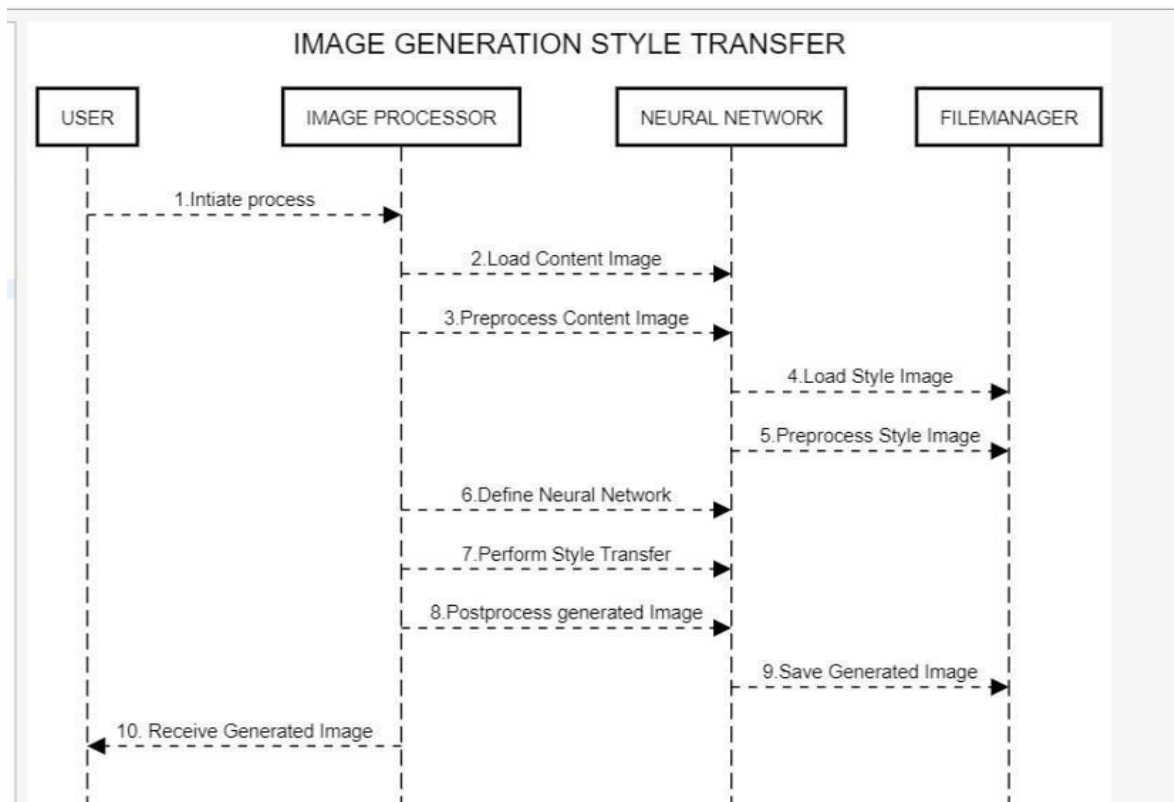 IMAGE GENERATION STYLE TRANSFER
USER
IMAGE PROCESSOR
NEURAL NETWORK
FILEMANAGER
1.Intiate process
2.Load Content Image
3.Preprocess Content Image
4.Load Style Image
5.Preprocess Style Image
6.Define Neural Network
7.Perform Style Transfer
8.Postprocess generated Image
9.Save Generated Image
10. Receive Generated Image